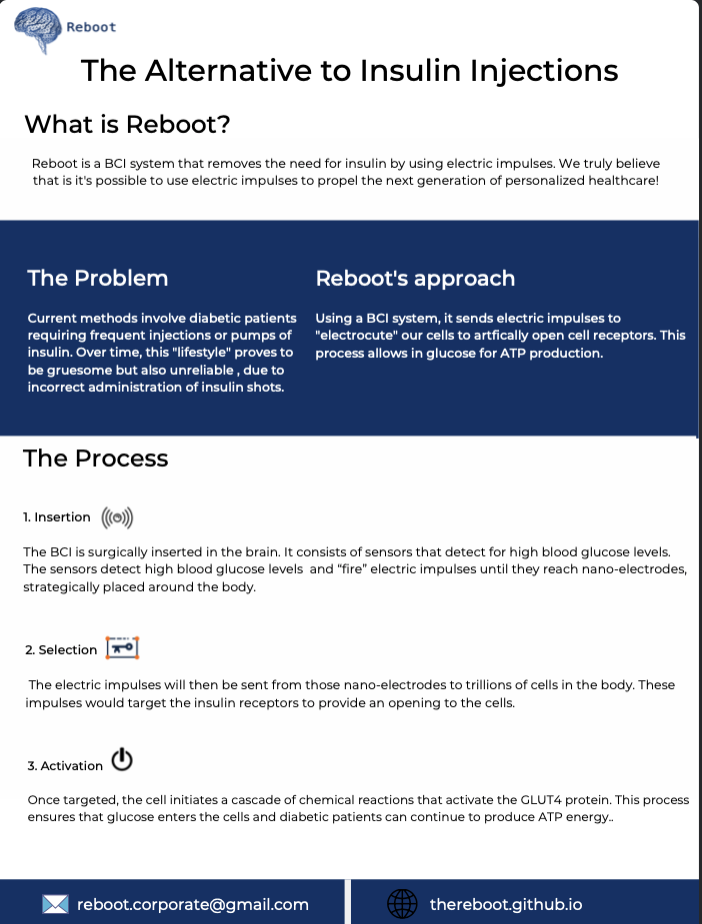 Reboot
The Alternative to Insulin Injections
What is Reboot?
Reboot is a BCI system that removes the need for insulin by using electric impulses. We truly believe
that is it's possible to use electric impulses to propel the next generation of personalized healthcare!
The Problem
Current methods involve diabetic patients
requiring frequent injections or pumps of
insulin. Over time, this "lifestyle" proves to
be gruesome but also unreliable , due to
incorrect administration of insulin shots.
Reboot's approach
Using a BCI system, it sends electric impulses to
"electrocute" our cells to artfically open cell receptors. This
process allows in glucose for ATP production.
The Process
1. Insertion
The BCI is surgically inserted in the brain. It consists of sensors that detect for high blood glucose levels.
The sensors detect high blood glucose levels  and “fire” electric impulses until they reach nano-electrodes,
strategically placed around the body.
2. Selection
The electric impulses will then be sent from those nano-electrodes to trillions of cells in the body. These
impulses would target the insulin receptors to provide an opening to the cells.
3. Activation
Once targeted, the cell initiates a cascade of chemical reactions that activate the GLUT4 protein. This process
ensures that glucose enters the cells and diabetic patients can continue to produce ATP energy..
reboot.corporate@gmail.com
thereboot.github.io